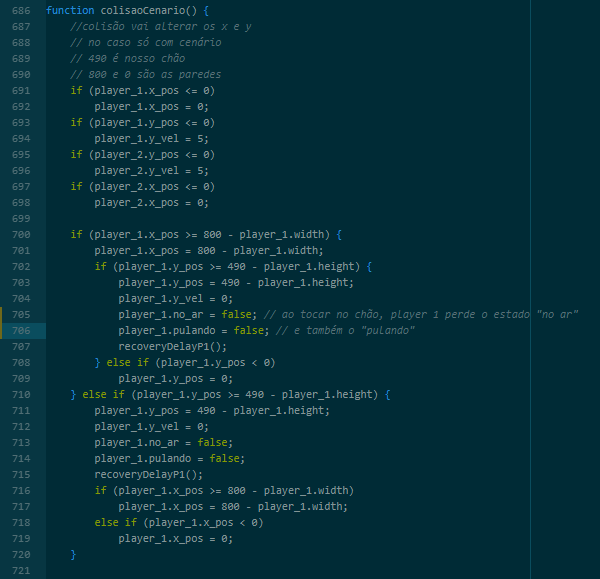 686 function colisaoCenario() {
687     //colisão vai alterar os x e y
688     // no caso só com cenário
689     // 490 é nosso chão
690     // 800 e 0 são as paredes
691     if (player_1.x_pos <= 0)
692         player_1.x_pos = 0;
693     if (player_1.y_pos <= 0)
694         player_1.y_vel = 5;
695     if (player_2.y_pos <= 0)
696         player_2.y_vel = 5;
697     if (player_2.x_pos <= 0)
698         player_2.x_pos = 0;
699
700     if (player_1.x_pos >= 800 - player_1.width) {
701         player_1.x_pos = 800 - player_1.width;
702         if (player_1.y_pos >= 490 - player_1.height) {
703             player_1.y_pos = 490 - player_1.height;
704             player_1.y_vel = 0;
705             player_1.no_ar = false; // ao tocar no chão, player 1 perde o estado "no ar"
706             player_1.pulando = false; // e também o "pulando"
707             recoveryDelayP1();
708         } else if (player_1.y_pos < 0)
709             player_1.y_pos = 0;
710     } else if (player_1.y_pos >= 490 - player_1.height) {
711         player_1.y_pos = 490 - player_1.height;
712         player_1.y_vel = 0;
713         player_1.no_ar = false;
714         player_1.pulando = false;
715         recoveryDelayP1();
716         if (player_1.x_pos >= 800 - player_1.width)
717             player_1.x_pos = 800 - player_1.width;
718         else if (player_1.x_pos < 0)
719             player_1.x_pos = 0;
720     }
721